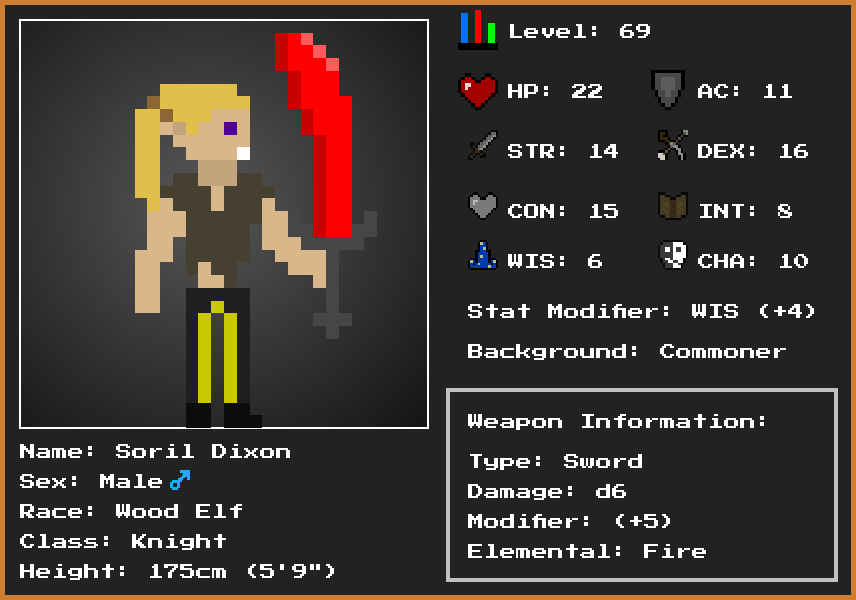 Level: 69
HP: 22
AC: 11
STR: 14
DEX: 16
CON: 15
INT: 8
WIS: 6
CHA: 10
Stat Modifier: WIS (+4)
Background: Commoner
Weapon Information:
Type: Sword
Damage: d6
Modifier: (+5)
Elemental: Fire
Name: Soril Dixon
Sex: Male♂
Race: Wood Elf
Class: Knight
Height: 175cm (5'9")